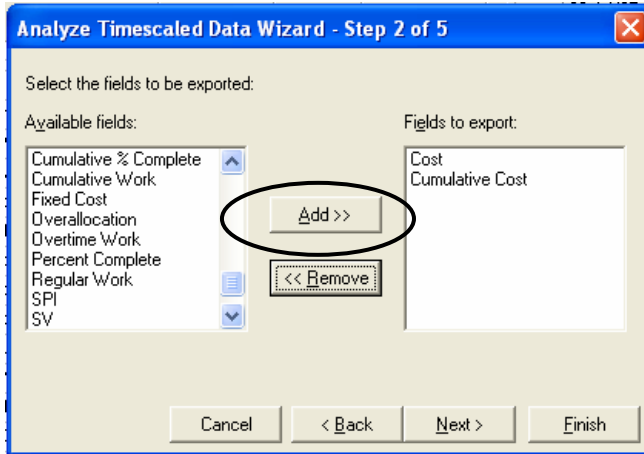 Analyze Timescaled Data Wizard - Step 2 of 5
Select the fields to be exported:
Available fields:
Cumulative % Complete
Cumulative Work
Fixed Cost
Overallocation
Overtime Work
Percent Complete
Regular Work
SPI
SV
Add >>
<< Remove
Fields to export:
Cost
Cumulative Cost
Cancel
< Back
Next >
Finish